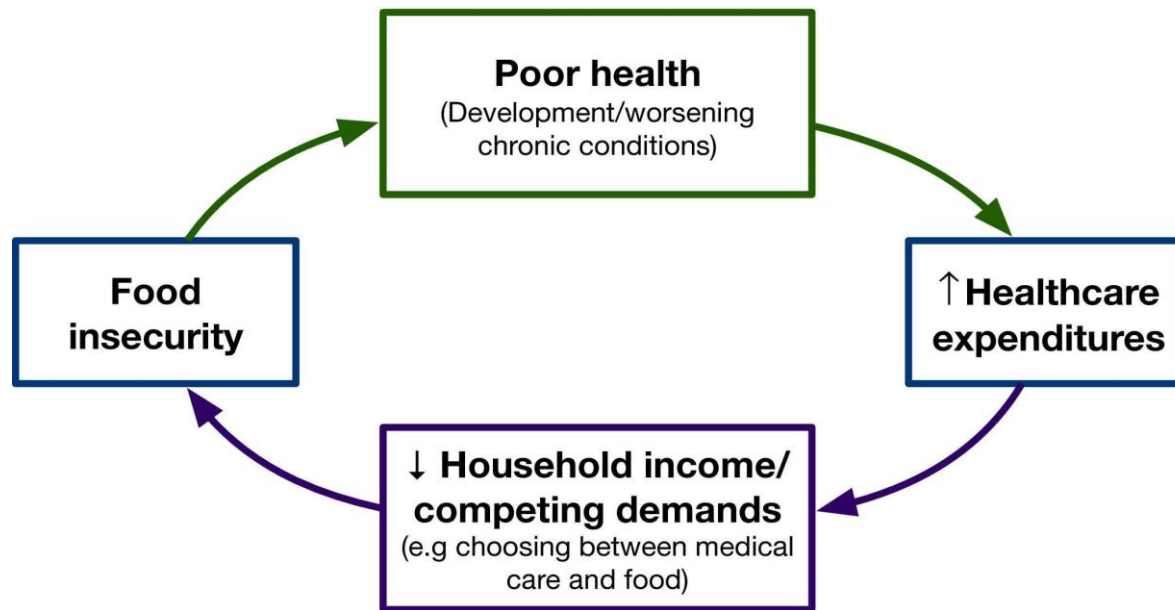 Poor health
(Development/worsening
chronic conditions)
Food
insecurity
↑Healthcare
expenditures
↓ Household income/
competing demands
(e.g choosing between medical
care and food)